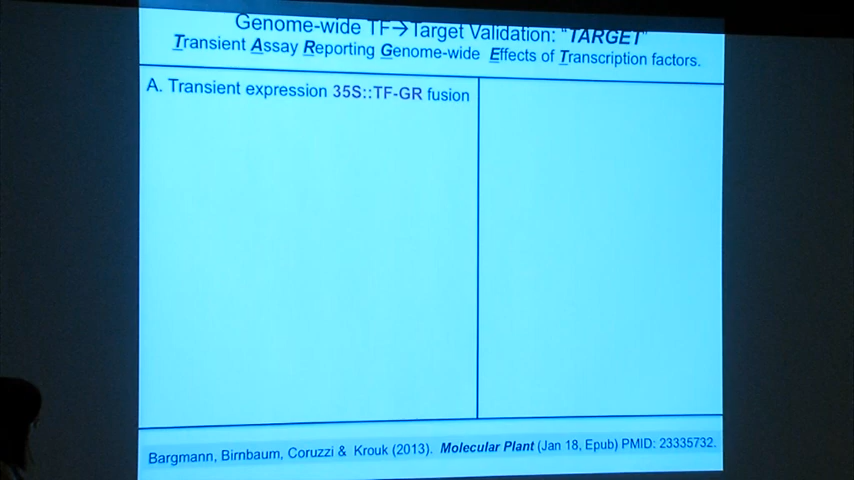 Genome-wide TF→Target Validation: "TARGET"
Transient Assay Reporting Genome-wide Effects of Transcription factors.
A. Transient expression 35S::TF-GR fusion
Bargmann, Birnbaum, Coruzzi & Krouk (2013). Molecular Plant (Jan 18, Epub) PMID: 23335732.